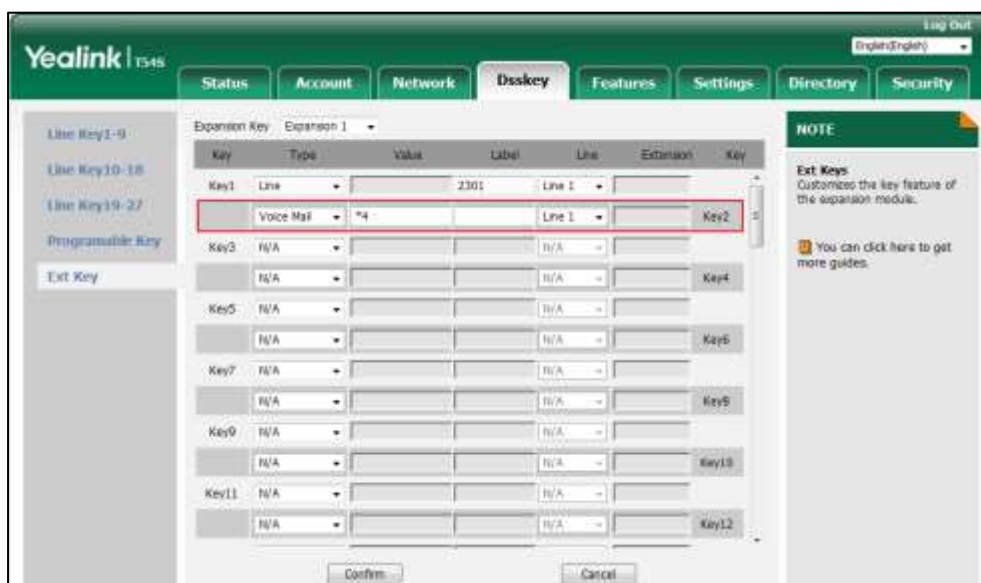 Log Out
English(English)
Yealink T54S
Status Account Network Dsskey Features Settings Directory Security
Line Key1-9
Line Key10-18
Line Key19-27
Programable Key
Ext Key
Expansion Key Expansion 1
Key Type Value Label Line Extension Key
Key1 Line 2301 Line 1
Voice Mail *4 Line 1 Key2
Key3 N/A N/A
N/A N/A Key4
Key5 N/A N/A
N/A N/A Key6
Key7 N/A N/A
N/A N/A Key8
Key9 N/A N/A
N/A N/A Key10
Key11 N/A N/A
N/A N/A Key12
Confirm Cancel
NOTE
Ext Keys
Customizes the key feature of
the expansion module.
You can click here to get
more guides.